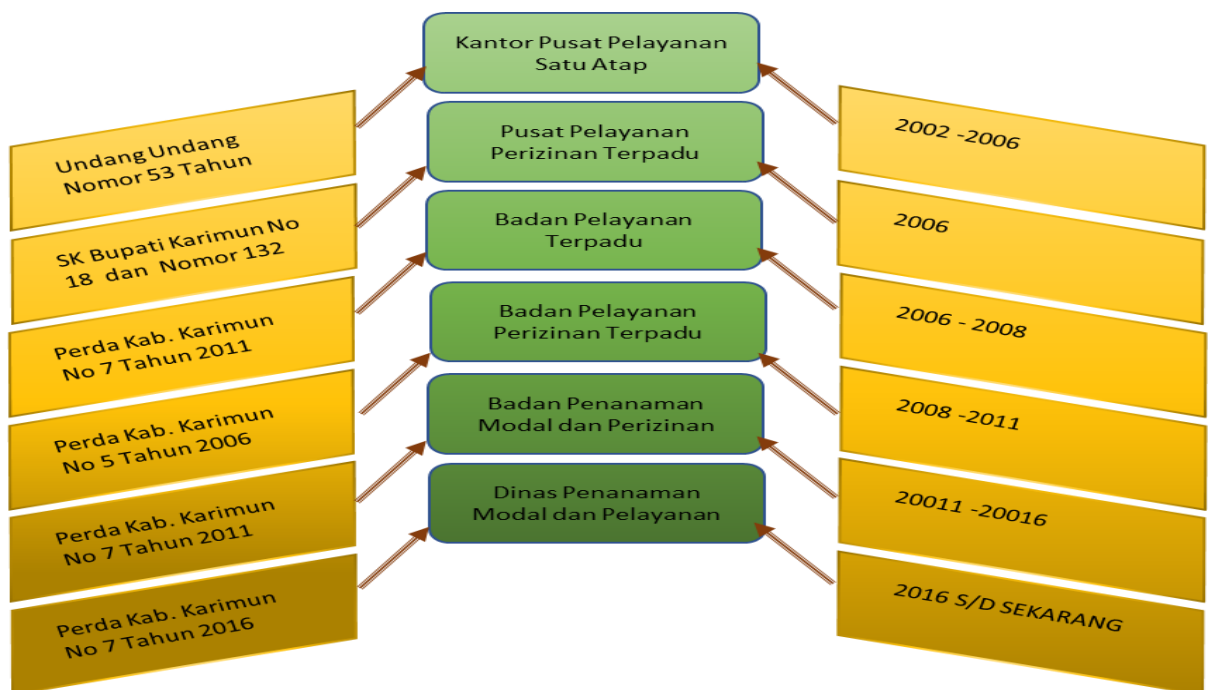 Kantor Pusat Pelayanan
Satu Atap
Undang Undang
Nomor 53 Tahun
2002 -2006
Pusat Pelayanan
Perizinan Terpadu
SK Bupati Karimun No
18 dan Nomor 132
2006
Badan Pelayanan
Terpadu
Perda Kab. Karimun
No 7 Tahun 2011
2006 - 2008
Badan Pelayanan
Perizinan Terpadu
Perda Kab. Karimun
No 5 Tahun 2006
2008 -2011
Badan Penanaman
Modal dan Perizinan
Perda Kab. Karimun
No 7 Tahun 2011
20011 -20016
Dinas Penanaman
Modal dan Pelayanan
Perda Kab. Karimun
No 7 Tahun 2016
2016 S/D SEKARANG